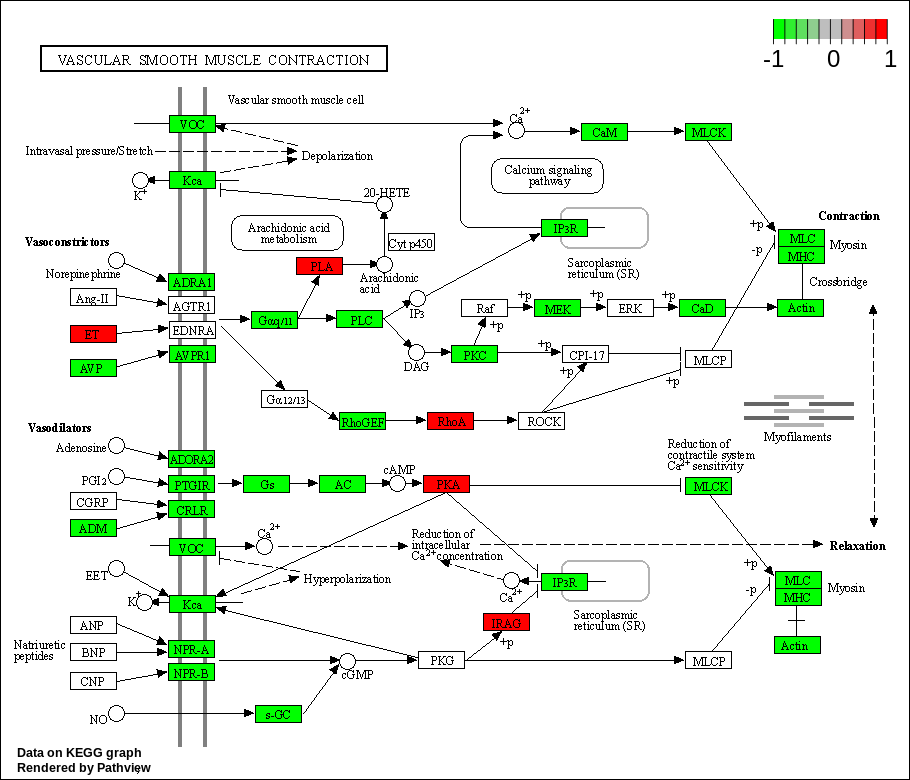 -1 0 1
VASCULAR SMOOTH MUSCLE CONTRACTION
Vascular smooth muscle cell
VOC
Ca 2+
CaM
MLCK
Intravasal pressure/Stretch
Depolarization
Calcium signaling
pathway
K+
Kca
20-HETE
Arachidonic acid
metabolism
Cyt p450
IP3R
Contraction
+p
-p
MLC
MHC
Myosin
Vasoconstrictors
Norepinephrine
PLA
Arachidonic
acid
Sarcoplasmic
reticulum (SR)
Crossbridge
ADRA1
Ang-II
AGTR1
IP3
Raf
+p
MEK
+p
ERK
+p
CaD
Actin
ET
EDNRA
Gαq/11
PLC
+p
AVP
AVPR1
DAG
PKC
+p
CPI-17
MLCP
+p
+p
Gα12/13
RhoGEF
RhoA
ROCK
Myofilaments
Vasodilators
Adenosine
ADORA2
Reduction of
contractile system
Ca2+ sensitivity
PGI2
PTGIR
Gs
AC
cAMP
PKA
MLCK
CGRP
CRLR
ADM
VOC
Ca 2+
Reduction of
intracellular
Ca2+ concentration
Relaxation
EET
Hyperpolarization
+p
-p
K+
Kca
Ca2+
IP3R
MLC
MHC
Myosin
Sarcoplasmic
reticulum (SR)
IRAG
+p
ANP
Natriuretic
peptides
BNP
NPR-A
Actin
CNP
NPR-B
cGMP
PKG
MLCP
NO
s-GC
Data on KEGG graph
Rendered by Pathview